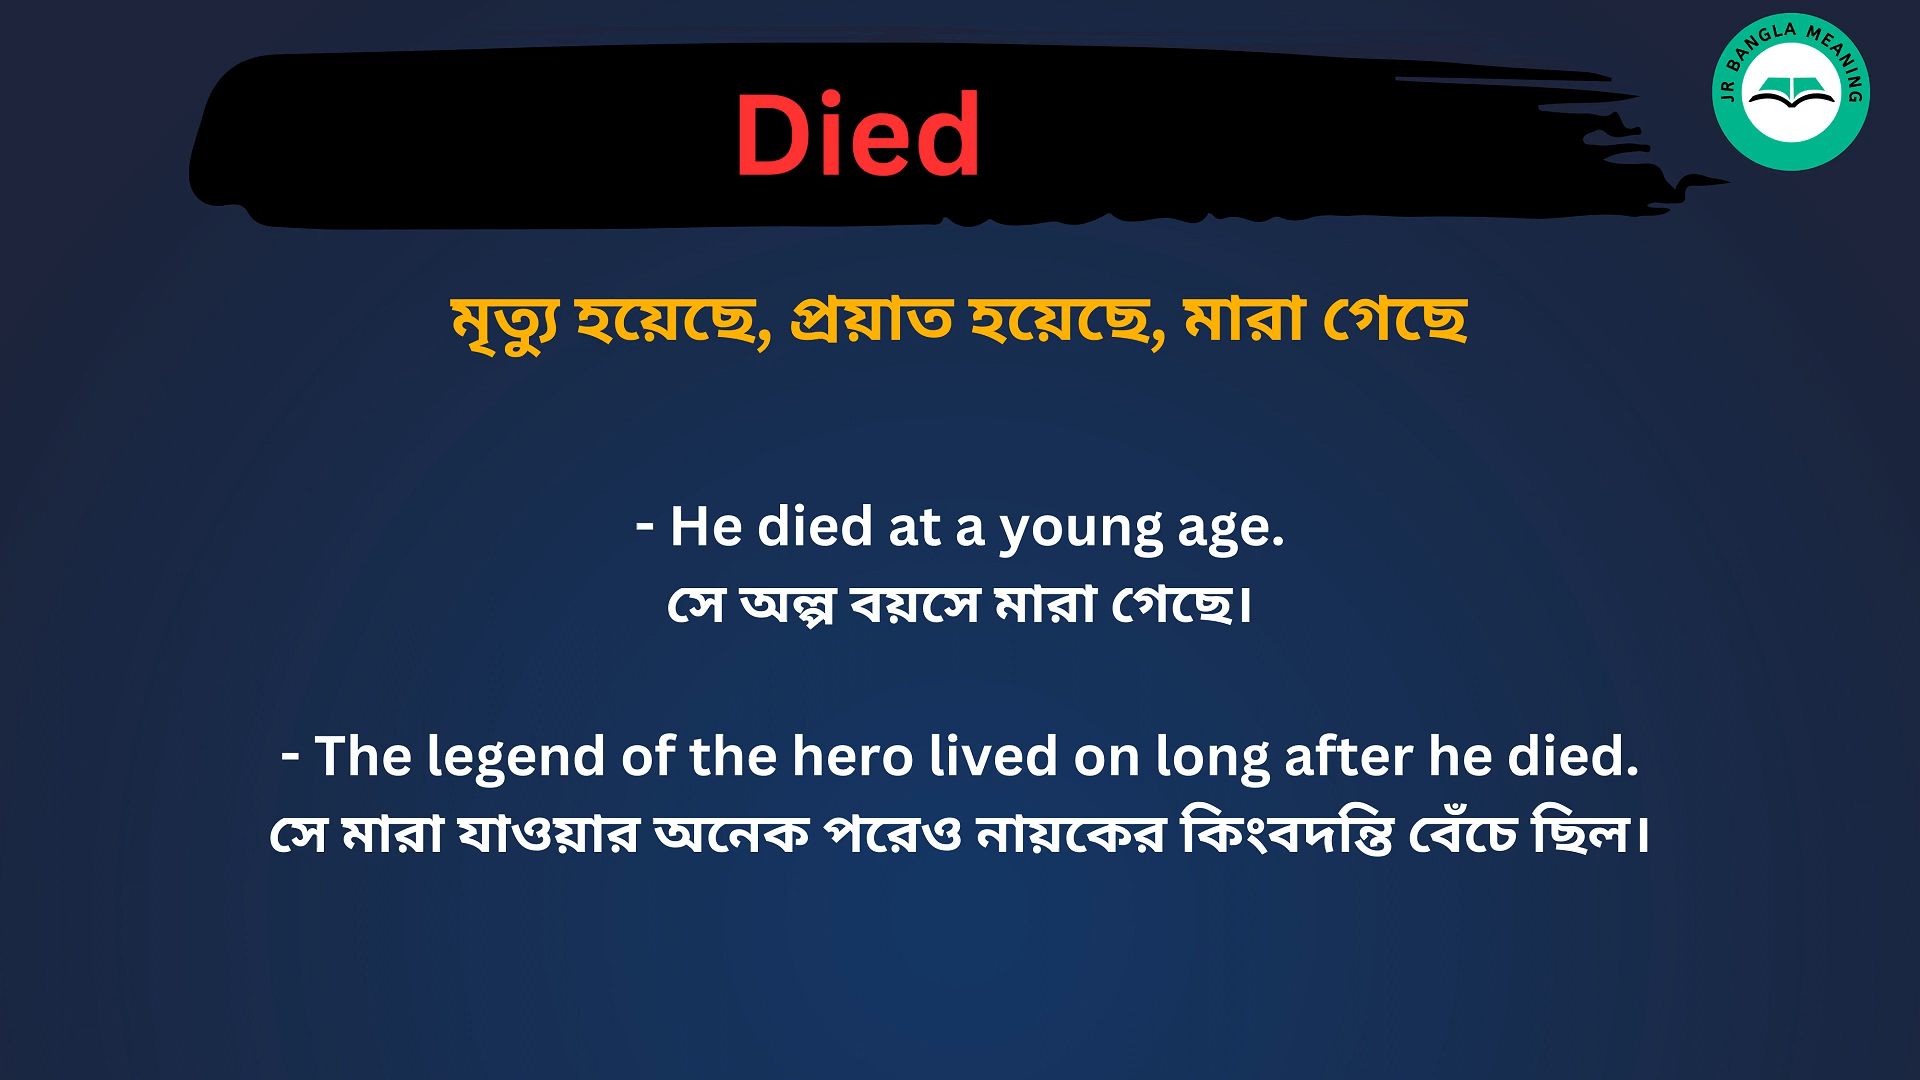 JR BANGLA MEANING
Died
মৃত্যু হয়েছে, প্রয়াত হয়েছে, মারা গেছে
- He died at a young age.
সে অল্প বয়সে মারা গেছে।
- The legend of the hero lived on long after he died.
সে মারা যাওয়ার অনেক পরেও নায়কের কিংবদন্তি বেঁচে ছিল।